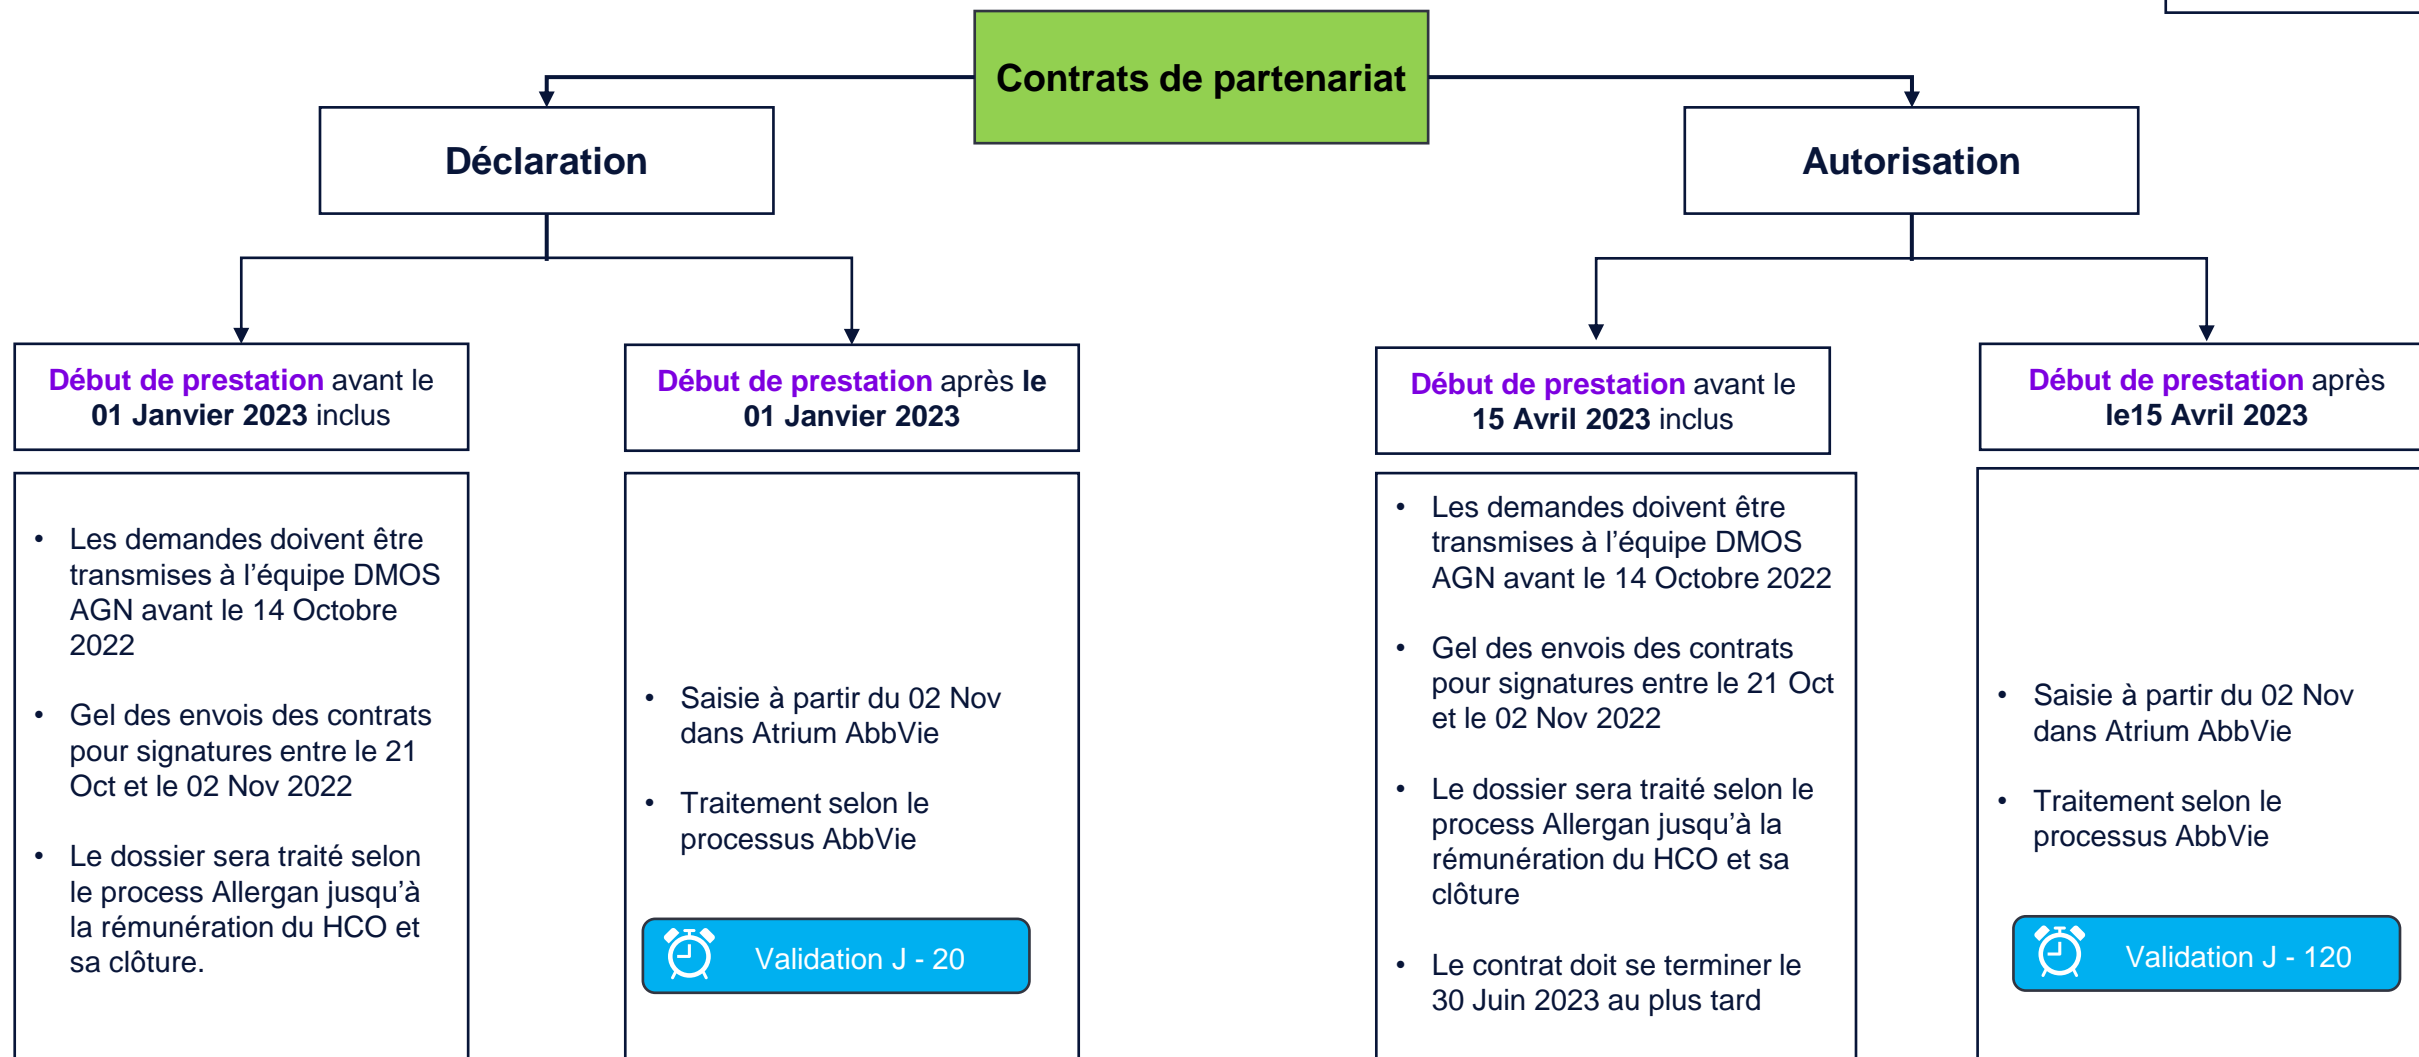 Contrats de partenariat
Déclaration
Autorisation
Début de prestation avant le
01 Janvier 2023 inclus
Début de prestation après le
01 Janvier 2023
Début de prestation avant le
15 Avril 2023 inclus
Début de prestation après
le15 Avril 2023
• Les demandes doivent être
transmises à l’équipe DMOS
AGN avant le 14 Octobre
2022
• Gel des envois des contrats
pour signatures entre le 21
Oct et le 02 Nov 2022
• Le dossier sera traité selon
le process Allergan jusqu’à
la rémunération du HCO et
sa clôture.
• Saisie à partir du 02 Nov
dans Atrium AbbVie
• Traitement selon le
processus AbbVie
Validation J - 20
• Les demandes doivent être
transmises à l’équipe DMOS
AGN avant le 14 Octobre 2022
• Gel des envois des contrats
pour signatures entre le 21 Oct
et le 02 Nov 2022
• Le dossier sera traité selon le
process Allergan jusqu’à la
rémunération du HCO et sa
clôture
• Le contrat doit se terminer le
30 Juin 2023 au plus tard
• Saisie à partir du 02 Nov
dans Atrium AbbVie
• Traitement selon le
processus AbbVie
Validation J - 120